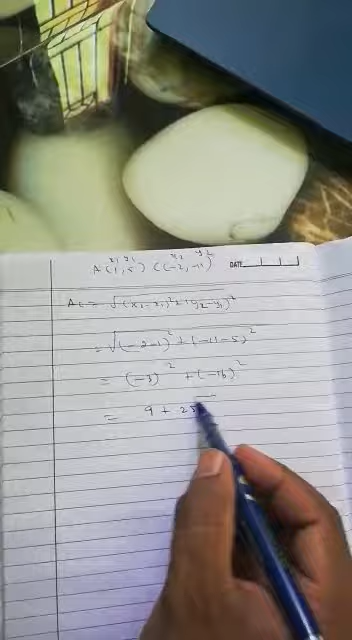 x₁ y₁ x₂ y₂
A(1,5) C(-2,-11) DATE
AC = √(x₂-x₁)²+(y₂-y₁)²
= √(-2-1)² + (-11-5)²
= (-3)² + (-16)²
= 9 + 25